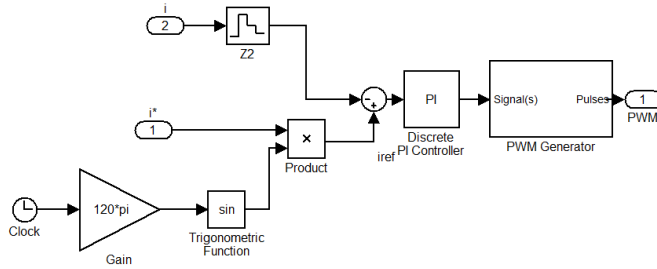 i
2
Z2
i*
1
×
Product
-
+
iref
PI
Discrete
PI Controller
Signal(s)
Pulses
PWM Generator
1
PWM
Clock
120*pi
Gain
sin
Trigonometric
Function